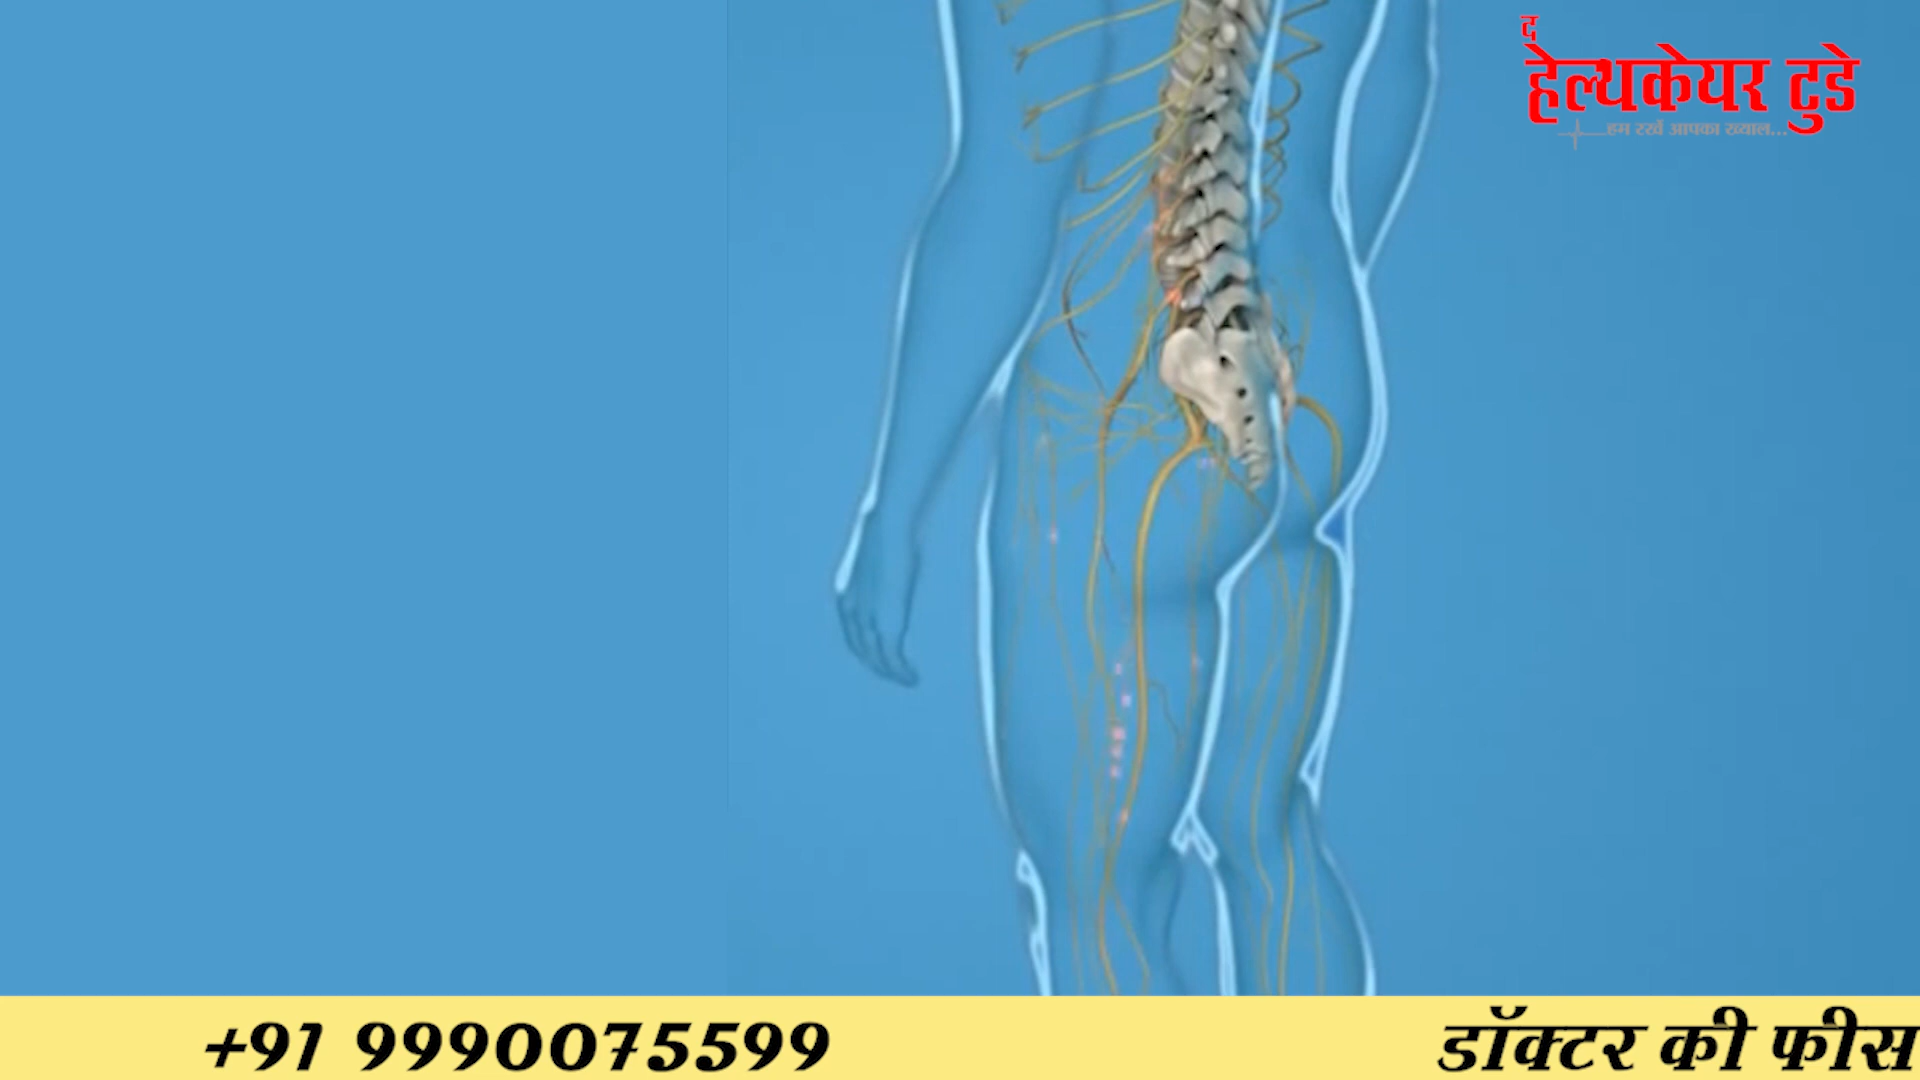 द
हेल्थकेयर टुडे
हम रखें आपका ख्याल...
+91 9990075599 डॉक्टर की फीस